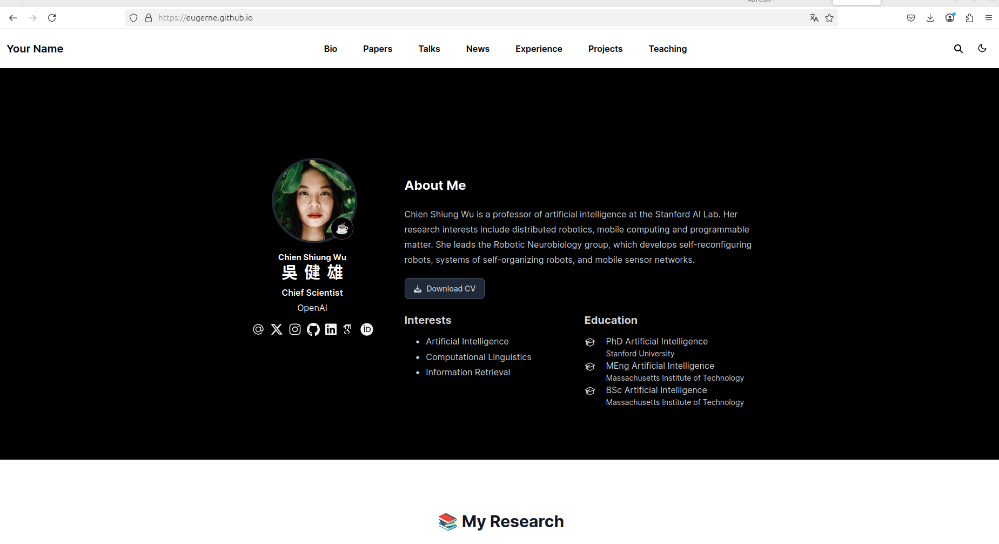 https://eugerne.github.io
Your Name
Bio
Papers
Talks
News
Experience
Projects
Teaching
Chien Shiung Wu
吳健雄
Chief Scientist
OpenAI
About Me
Chien Shiung Wu is a professor of artificial intelligence at the Stanford AI Lab. Her
research interests include distributed robotics, mobile computing and programmable
matter. She leads the Robotic Neurobiology group, which develops self-reconfiguring
robots, systems of self-organizing robots, and mobile sensor networks.
Download CV
Interests
Artificial Intelligence
Computational Linguistics
Information Retrieval
Education
PhD Artificial Intelligence
Stanford University
MEng Artificial Intelligence
Massachusetts Institute of Technology
BSc Artificial Intelligence
Massachusetts Institute of Technology
📚 My Research